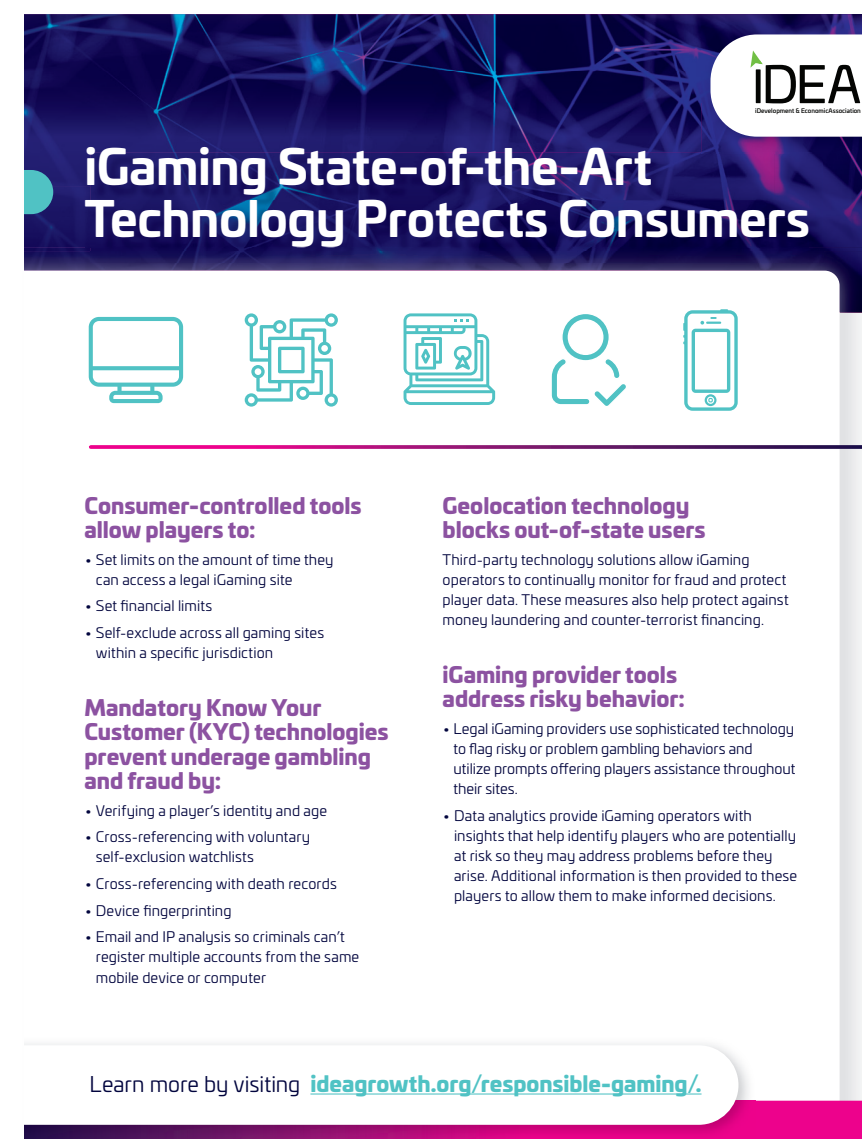 iDEA
iDevelopment & EconomicAssociation
iGaming State-of-the-Art
Technology Protects Consumers
Consumer-controlled tools
allow players to:
• Set limits on the amount of time they
can access a legal iGaming site
• Set financial limits
• Self-exclude across all gaming sites
within a specific jurisdiction
Mandatory Know Your
Customer (KYC) technologies
prevent underage gambling
and fraud by:
• Verifying a player's identity and age
• Cross-referencing with voluntary
self-exclusion watchlists
• Cross-referencing with death records
• Device fingerprinting
• Email and IP analysis so criminals can't
register multiple accounts from the same
mobile device or computer
Geolocation technology
blocks out-of-state users
Third-party technology solutions allow iGaming
operators to continually monitor for fraud and protect
player data. These measures also help protect against
money laundering and counter-terrorist financing.
iGaming provider tools
address risky behavior:
• Legal iGaming providers use sophisticated technology
to flag risky or problem gambling behaviors and
utilize prompts offering players assistance throughout
their sites.
• Data analytics provide iGaming operators with
insights that help identify players who are potentially
at risk so they may address problems before they
arise. Additional information is then provided to these
players to allow them to make informed decisions.
Learn more by visiting ideagrowth.org/responsible-gaming/.